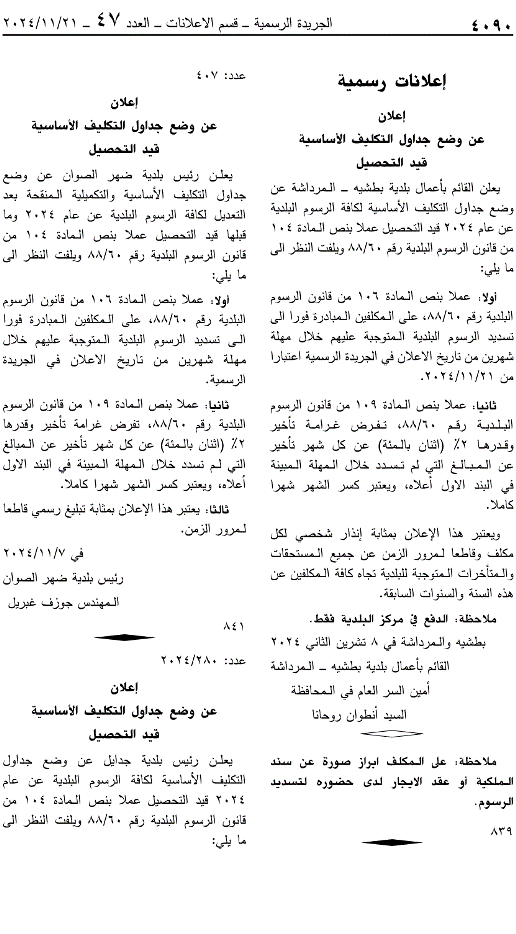 ٤٠٩٠
الجريدة الرسمية ــ قسم الاعلانات ــ العدد ٤٧ ــ ٢٠٢٤/١١/٢١
إعلانات رسمية
إعلان
عن وضع جداول التكليف الأساسية
قيد التحصيل
يعلن القائم بأعمال بلدية بطشيه ــ المرداشة عن
وضع جداول التكليف الأساسية لكافة الرسوم البلدية
عن عام ٢٠٢٤ قيد التحصيل عملا بنص المادة ١٠٤
من قانون الرسوم البلدية رقم ٨٨/٦٠ ويلفت النظر الى
ما يلي:
اولا: عملا بنص المادة ١٠٦ من قانون الرسوم
البلدية رقم ٨٨/٦٠، على المكلفين المبادرة فورا الى
تسديد الرسوم البلدية المتوجبة عليهم خلال مهلة
شهرين من تاريخ الاعلان في الجريدة الرسمية اعتبارا
من ٢٠٢٤/١١/٢١.
ثانيا: عملا بنص المادة ١٠٩ من قانون الرسوم
البلدية رقم ٨٨/٦٠، تفرض غرامة تأخير
وقدرها ٢٪ (اثنان بالمئة) عن كل شهر تأخير
عن المبالغ التي لم تسدد خلال المهلة المبينة
في البند الاول أعلاه، ويعتبر كسر الشهر شهرا
كاملا.
ويعتبر هذا الإعلان بمثابة إنذار شخصي لكل
مكلف وقاطعا لمرور الزمن عن جميع المستحقات
والمتأخرات المتوجبة للبلدية تجاه كافة المكلفين عن
هذه السنة والسنوات السابقة.
ملاحظة: الدفع في مركز البلدية فقط.
بطشيه والمرداشة في ٨ تشرين الثاني ٢٠٢٤
القائم بأعمال بلدية بطشيه ــ المرداشة
أمين السر العام في المحافظة
السيد أنطوان روحانا
ملاحظة: على المكلف ابراز صورة عن سند
الملكية أو عقد الايجار لدى حضوره لتسديد
الرسوم.
٨٣٩
عدد: ٤٠٧
إعلان
عن وضع جداول التكليف الأساسية
قيد التحصيل
يعلن رئيس بلدية ضهر الصوان عن وضع
جداول التكليف الأساسية والتكميلية المنقحة بعد
التعديل لكافة الرسوم البلدية عن عام ٢٠٢٤ وما
قبلها قيد التحصيل عملا بنص المادة ١٠٤ من
قانون الرسوم البلدية رقم ٨٨/٦٠ ويلفت النظر الى
ما يلي:
اولا: عملا بنص المادة ١٠٦ من قانون الرسوم
البلدية رقم ٨٨/٦٠، على المكلفين المبادرة فورا
الى تسديد الرسوم البلدية المتوجبة عليهم خلال
مهلة شهرين من تاريخ الاعلان في الجريدة
الرسمية.
ثانيا: عملا بنص المادة ١٠٩ من قانون الرسوم
البلدية رقم ٨٨/٦٠، تفرض غرامة تأخير وقدرها
٢٪ (اثنان بالمئة) عن كل شهر تأخير عن المبالغ
التي لم تسدد خلال المهلة المبينة في البند الاول
أعلاه، ويعتبر كسر الشهر شهرا كاملا.
ثالثا: يعتبر هذا الإعلان بمثابة تبليغ رسمي قاطعا
لمرور الزمن.
في ٢٠٢٤/١١/٧
رئيس بلدية ضهر الصوان
المهندس جوزف غبريل
٨٤١
عدد: ٢٠٢٤/٢٨٠
إعلان
عن وضع جداول التكليف الأساسية
قيد التحصيل
يعلن رئيس بلدية جدايل عن وضع جداول
التكليف الأساسية لكافة الرسوم البلدية عن عام
٢٠٢٤ قيد التحصيل عملا بنص المادة ١٠٤ من
قانون الرسوم البلدية رقم ٨٨/٦٠ ويلفت النظر الى
ما يلي: